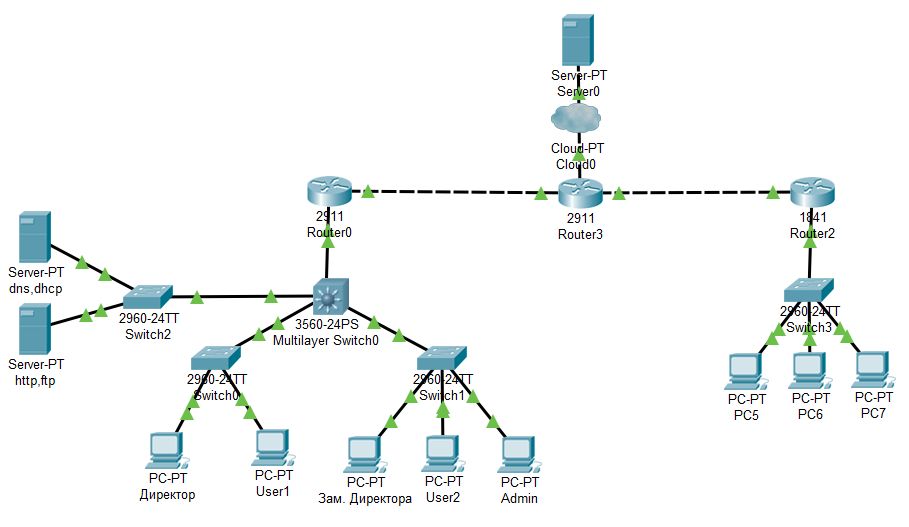 Server-PT
Server0
Cloud-PT
Cloud0
2911
Router0
2911
Router3
1841
Router2
Server-PT
dns,dhcp
2960-24TT
Switch2
3560-24PS
Multilayer Switch0
2960-24TT
Switch3
Server-PT
http,ftp
2960-24TT
Switch0
2960-24TT
Switch1
PC-PT
PC5
PC-PT
PC6
PC-PT
PC7
PC-PT
Директор
PC-PT
User1
PC-PT
Зам. Директора
PC-PT
User2
PC-PT
Admin